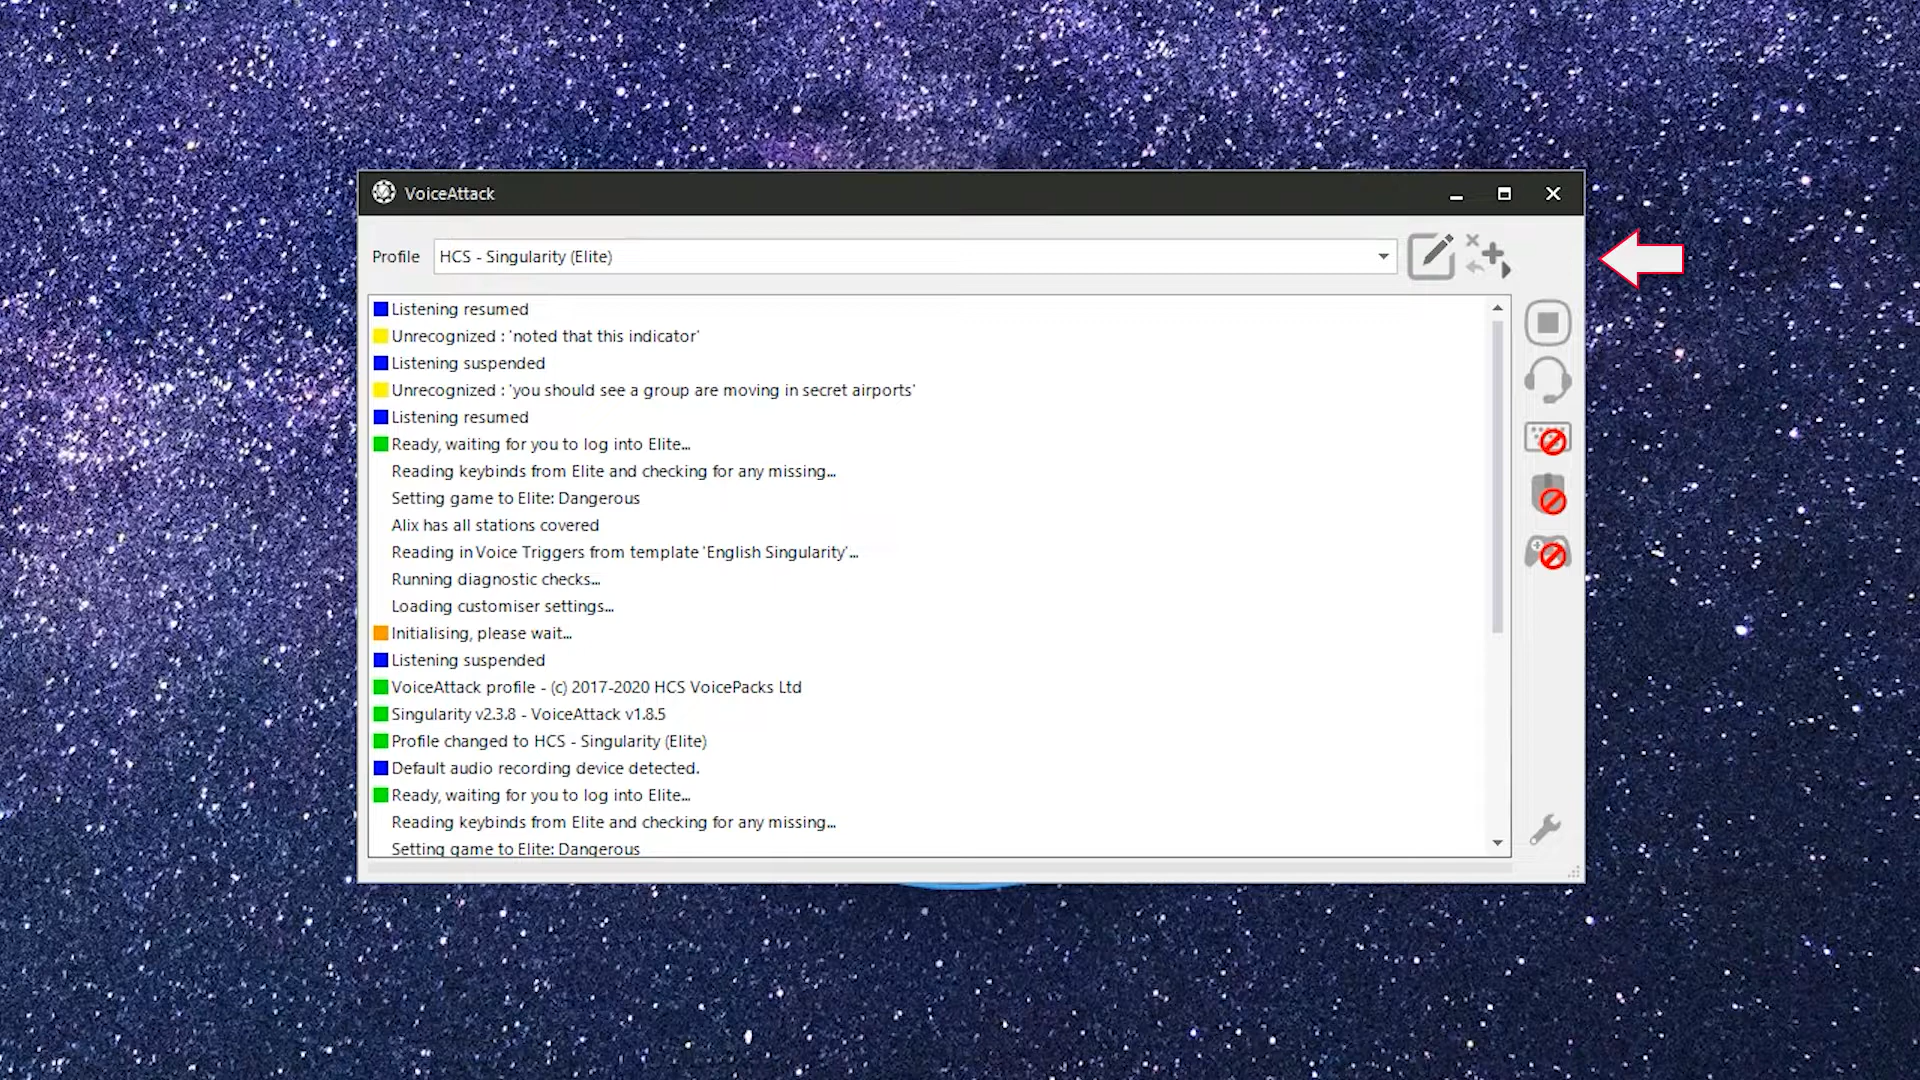 VoiceAttack
Profile HCS - Singularity (Elite)
Listening resumed
Unrecognized : 'noted that this indicator'
Listening suspended
Unrecognized : 'you should see a group are moving in secret airports'
Listening resumed
Ready, waiting for you to log into Elite...
Reading keybinds from Elite and checking for any missing...
Setting game to Elite: Dangerous
Alix has all stations covered
Reading in Voice Triggers from template 'English Singularity'...
Running diagnostic checks...
Loading customiser settings...
Initialising, please wait...
Listening suspended
VoiceAttack profile - (c) 2017-2020 HCS VoicePacks Ltd
Singularity v2.3.8 - VoiceAttack v1.8.5
Profile changed to HCS - Singularity (Elite)
Default audio recording device detected.
Ready, waiting for you to log into Elite...
Reading keybinds from Elite and checking for any missing...
Setting game to Elite: Dangerous